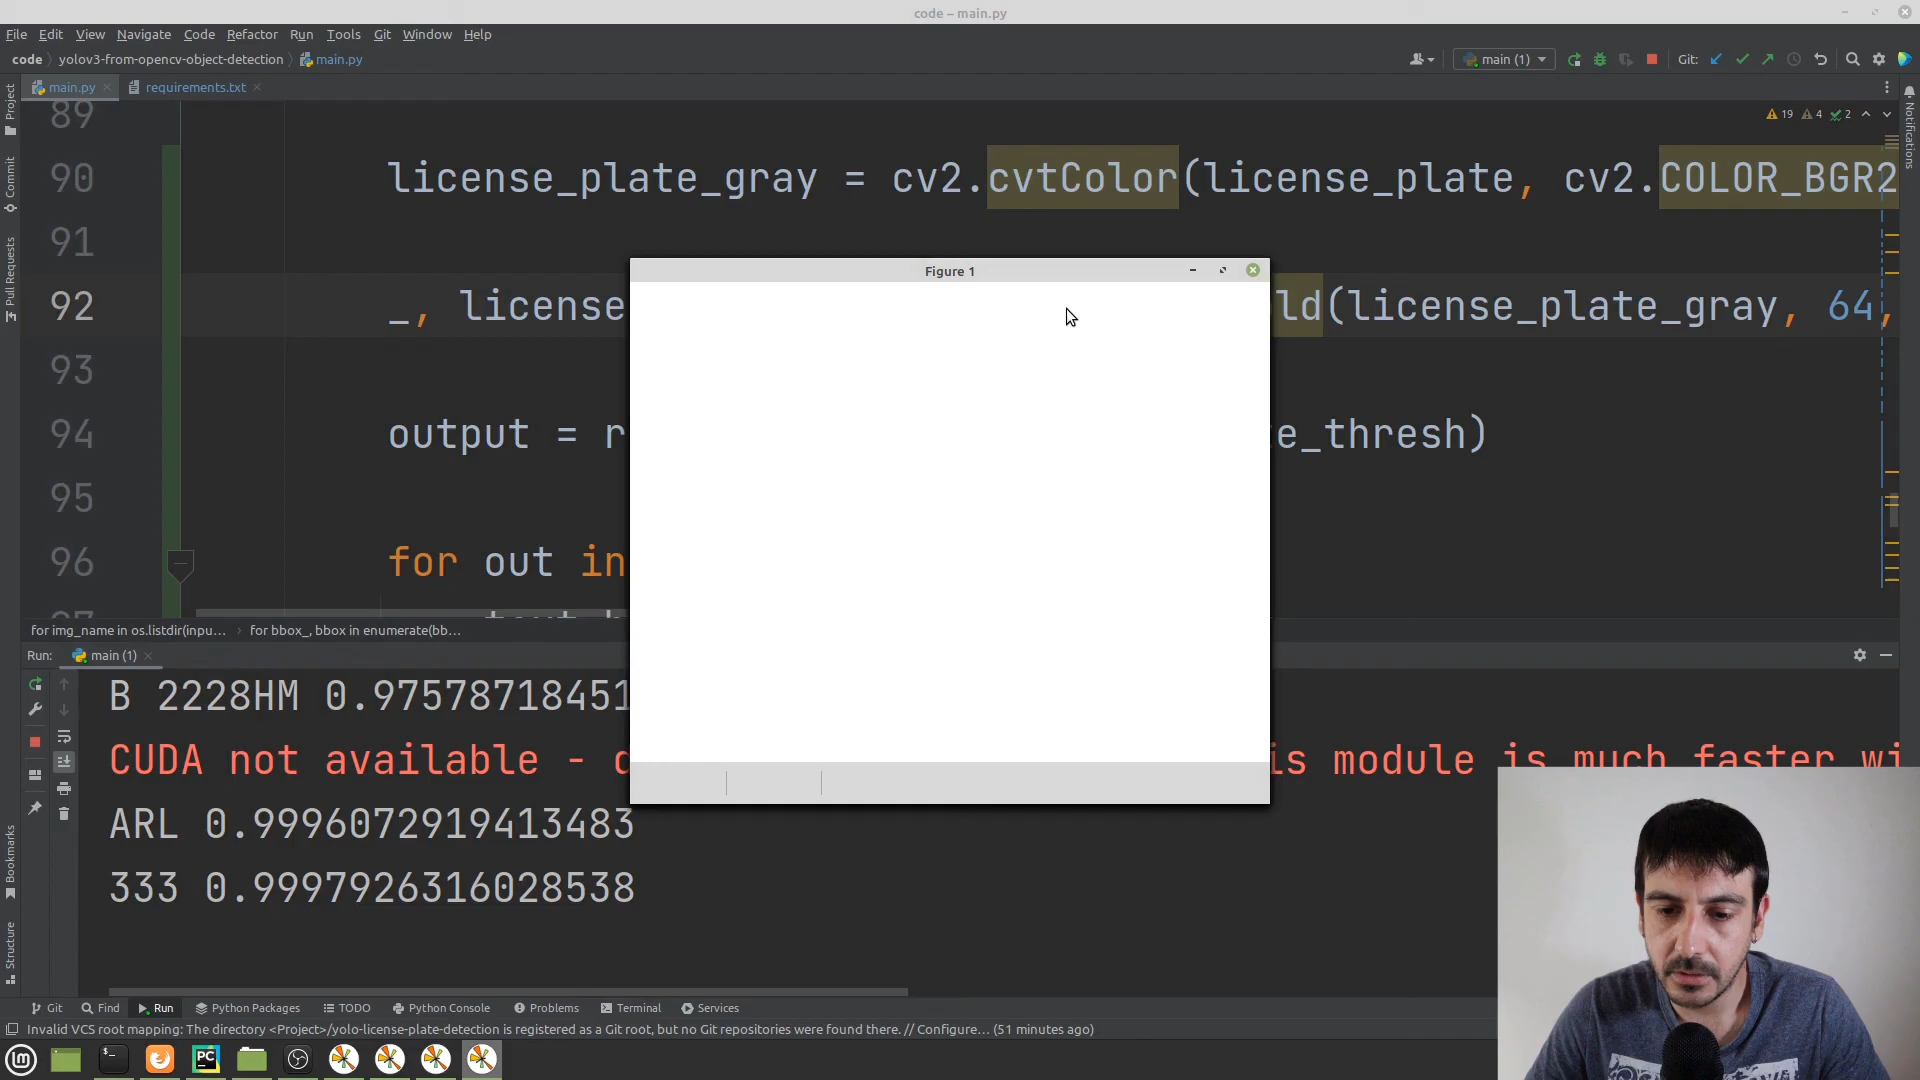 code – main.py
File Edit View Navigate Code Refactor Run Tools Git Window Help
code yolov3-from-opencv-object-detection main.py
main (1)
Git:
main.py
requirements.txt
Project
Commit
Pull Requests
Bookmarks
Structure
Notifications
19 4 2
89
90 license_plate_gray = cv2.cvtColor(license_plate, cv2.COLOR_BGR2
91
92 _, license ld(license_plate_gray, 64,
93
94 output = r e_thresh)
95
96 for out in
Figure 1
for img_name in os.listdir(inpu… for bbox_, bbox in enumerate(bb…
Run: main (1)
B 2228HM 0.97578718451
CUDA not available - is module is much faster wi
ARL 0.9996072919413483
333 0.9997926316028538
Git Find Run Python Packages TODO Python Console Problems Terminal Services
Invalid VCS root mapping: The directory <Project>/yolo-license-plate-detection is registered as a Git root, but no Git repositories were found there. // Configure… (51 minutes ago)
PC